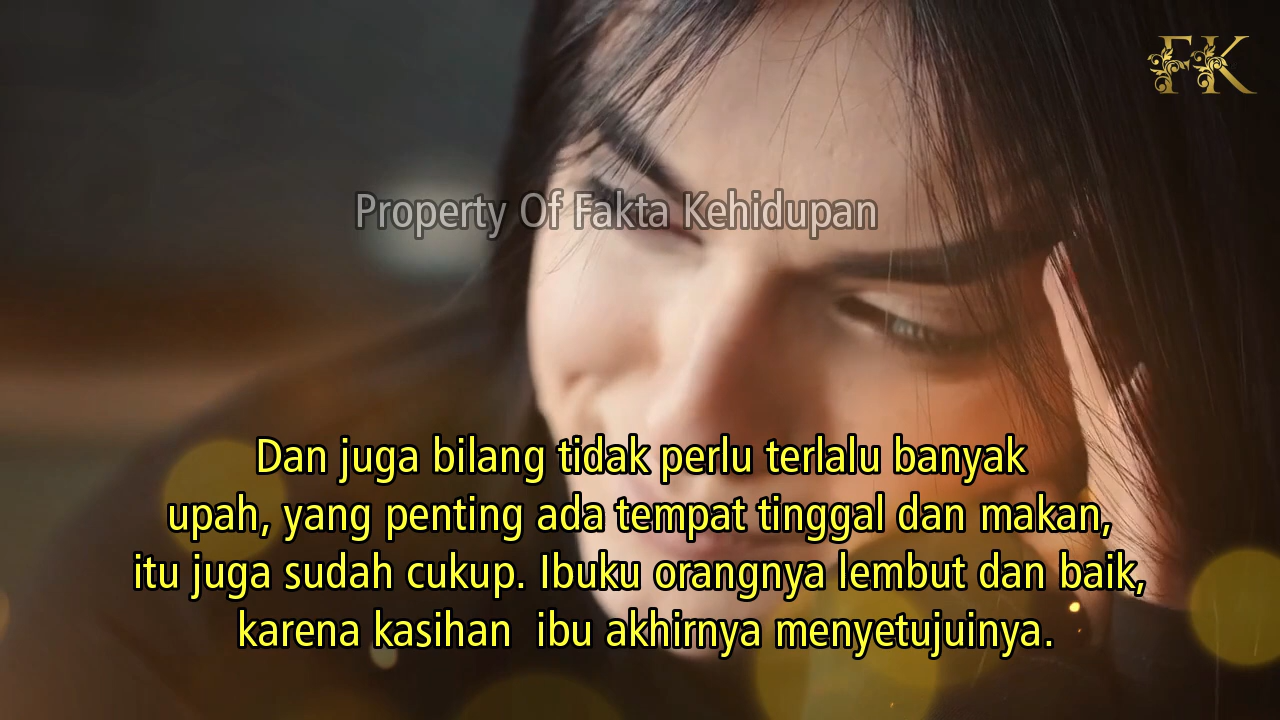 FK
Property Of Fakta Kehidupan
Dan juga bilang tidak perlu terlalu banyak
upah, yang penting ada tempat tinggal dan makan,
itu juga sudah cukup. Ibuku orangnya lembut dan baik,
karena kasihan  ibu akhirnya menyetujuinya.